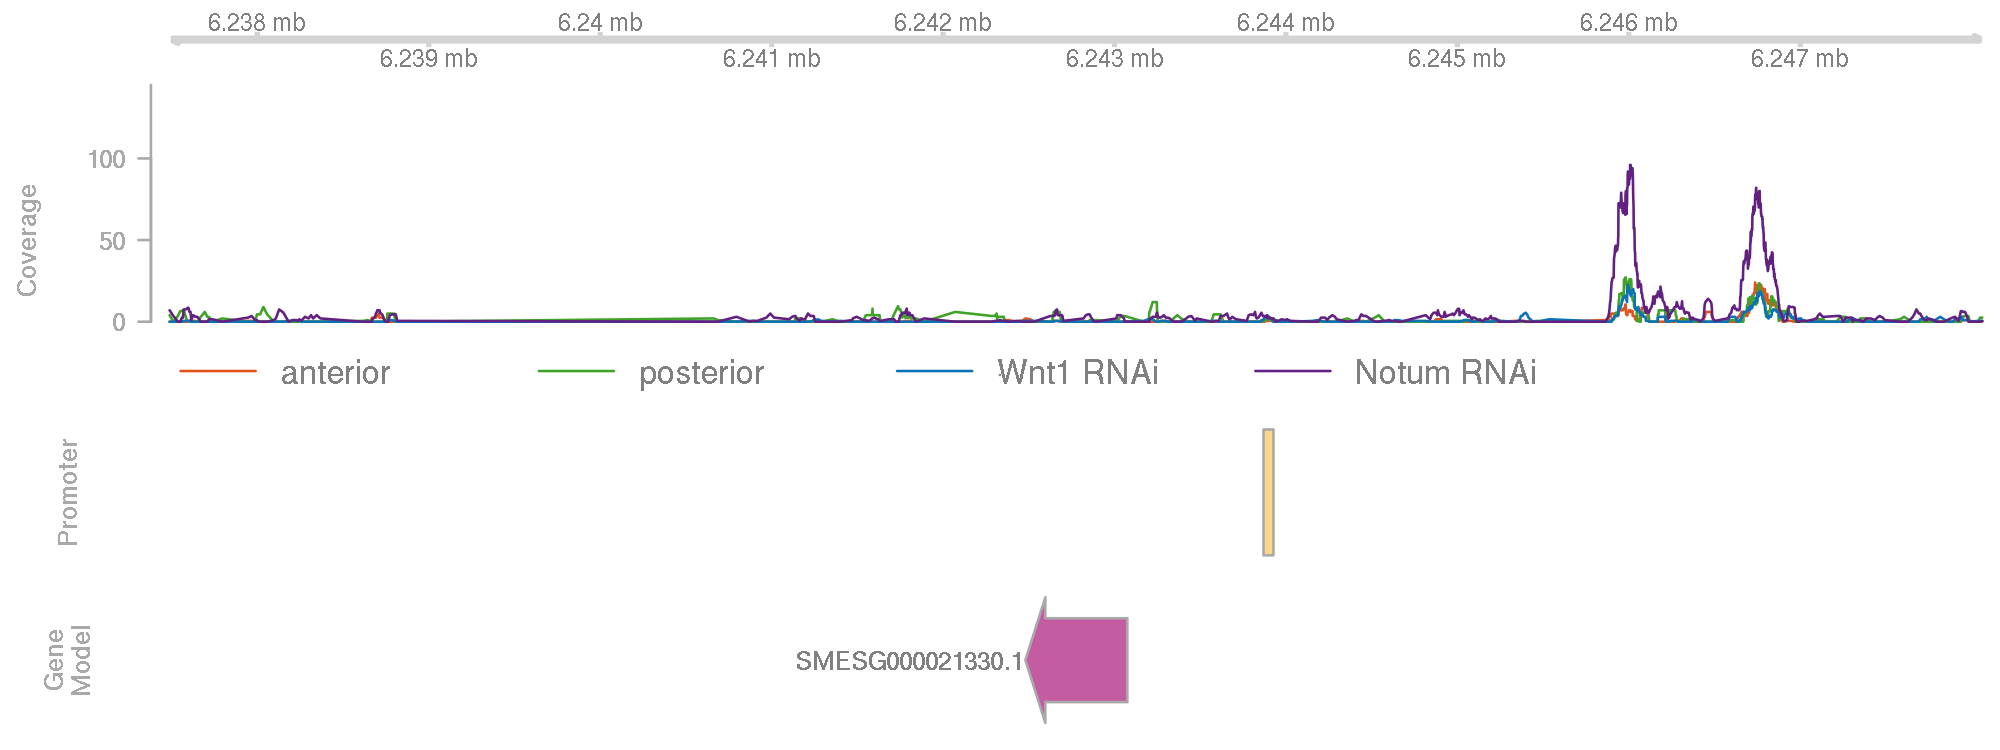 6.238 mb 6.24 mb 6.242 mb 6.244 mb 6.246 mb
6.239 mb 6.241 mb 6.243 mb 6.245 mb 6.247 mb
Coverage
100
50
0
anterior posterior Wnt1 RNAi Notum RNAi
Promoter
Gene
Model
SMESG000021330.1